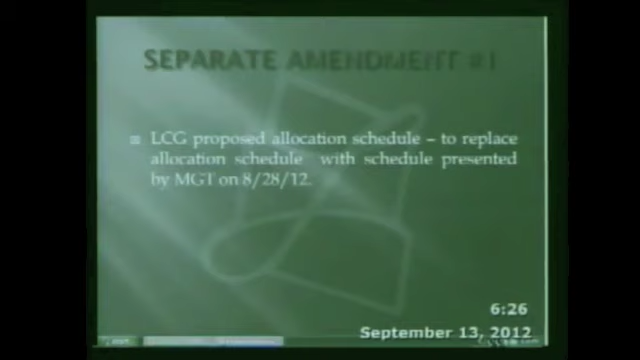 SEPARATE AMENDMENT #1
LCG proposed allocation schedule – to replace
allocation schedule with schedule presented
by MGT on 8/28/12.
6:26
September 13, 2012